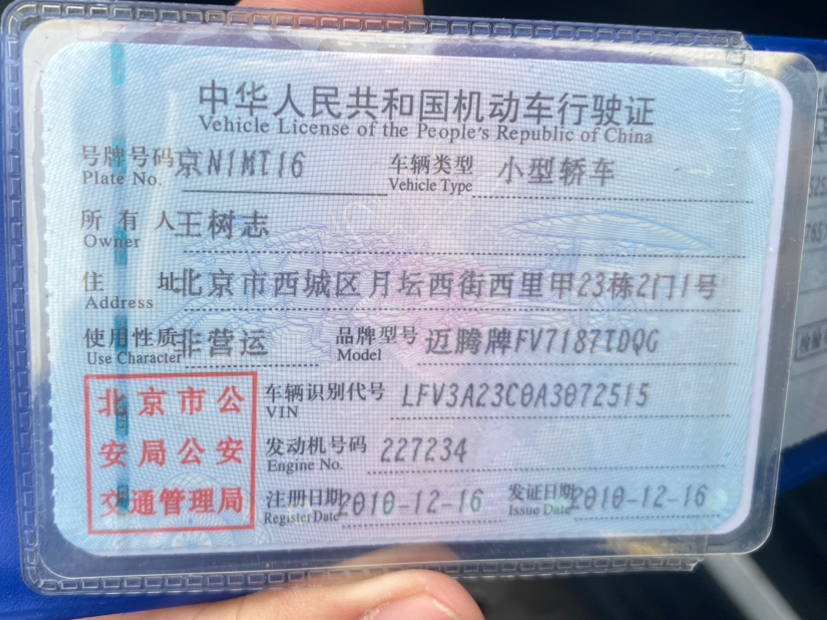 中华人民共和国机动车行驶证
Vehicle License of the People's Republic of China
号牌号码 京N1MT16 车辆类型 小型轿车
Plate No. Vehicle Type
所有人 王树志
Owner
住址 北京市西城区月坛西街西里甲23栋2门1号
Address
使用性质 非营运 品牌型号 迈腾牌FV7187TDQG
Use Character Model
北京市公安局公安交通管理局
车辆识别代号 LFV3A23C0A3072515
VIN
发动机号码 227234
Engine No.
注册日期 2010-12-16 发证日期 2010-12-16
Register Date Issue Date